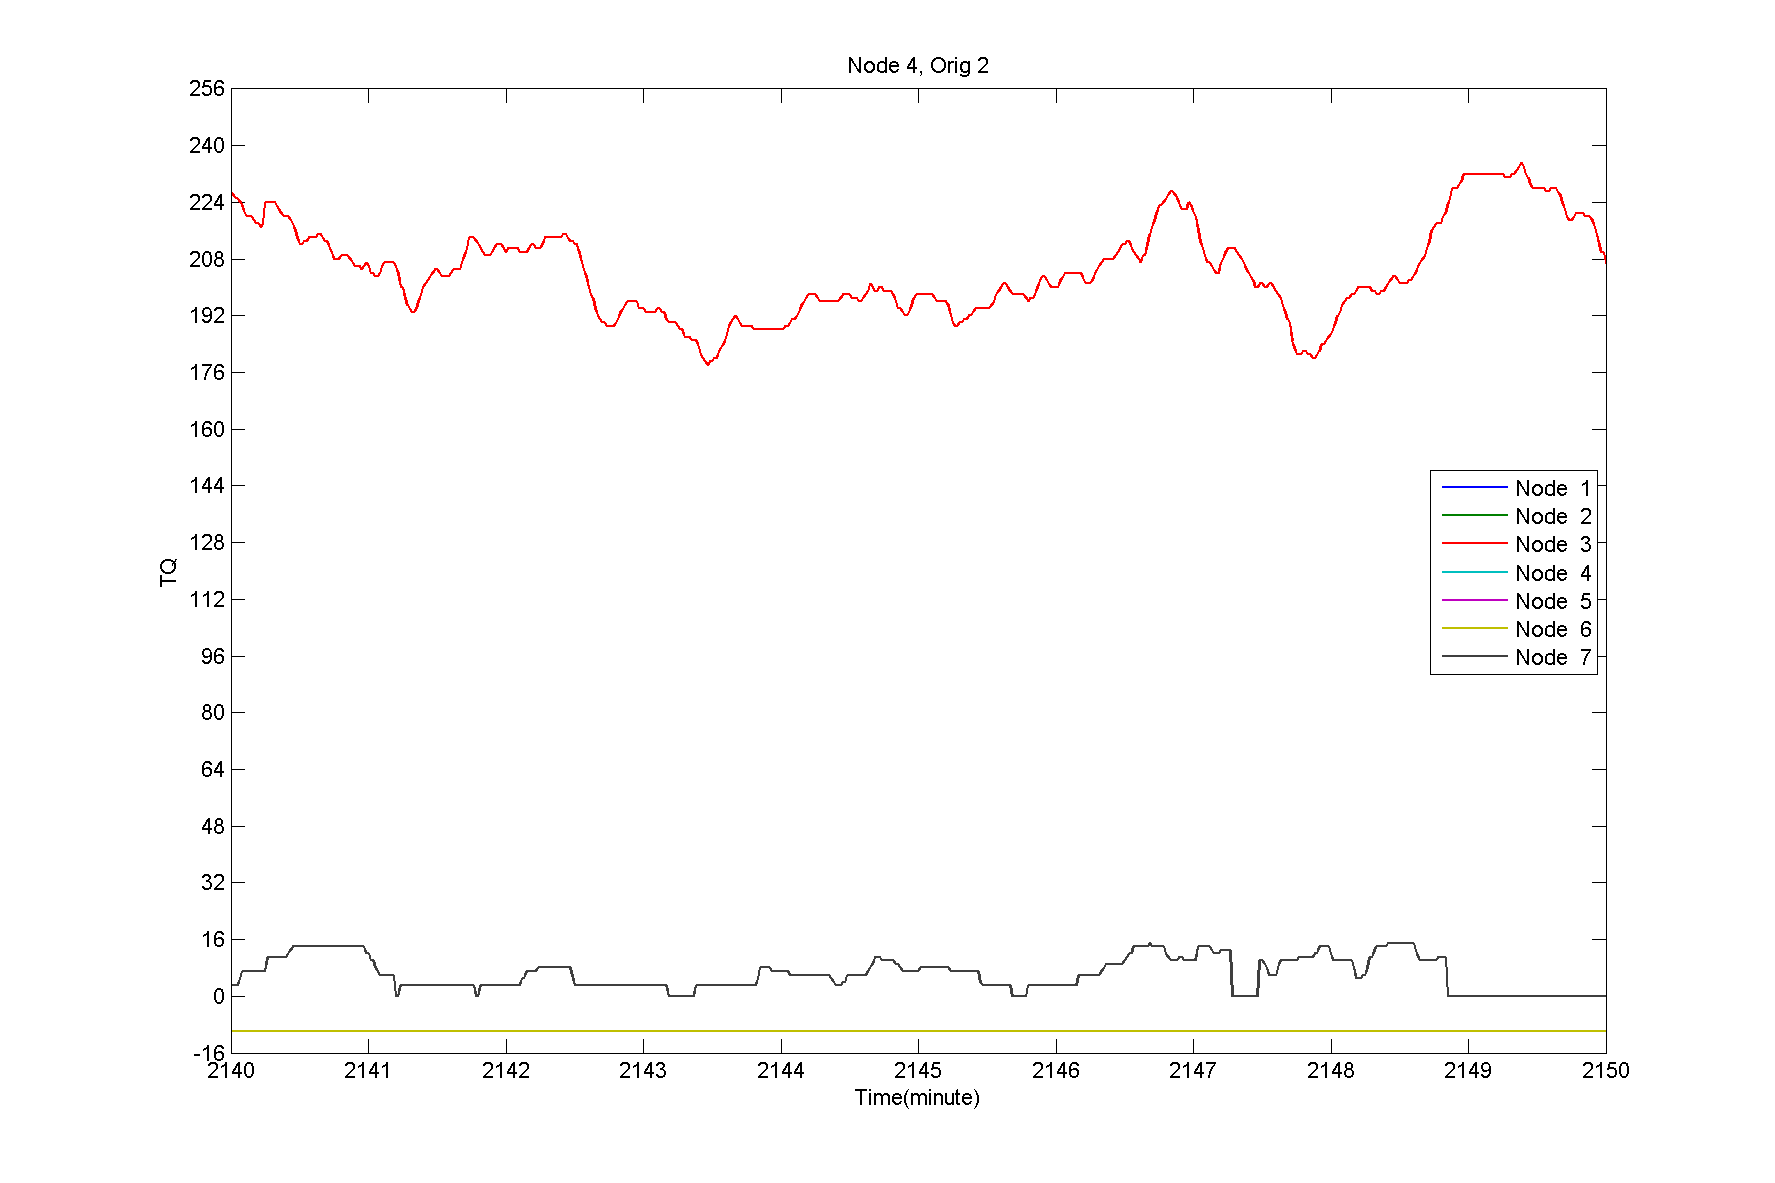 Node 4, Orig 2
256
240
224
208
192
176
160
144
128
112
96
80
64
48
32
16
0
-16
TQ
Node 1
Node 2
Node 3
Node 4
Node 5
Node 6
Node 7
2140 2141 2142 2143 2144 2145 2146 2147 2148 2149 2150
Time(minute)